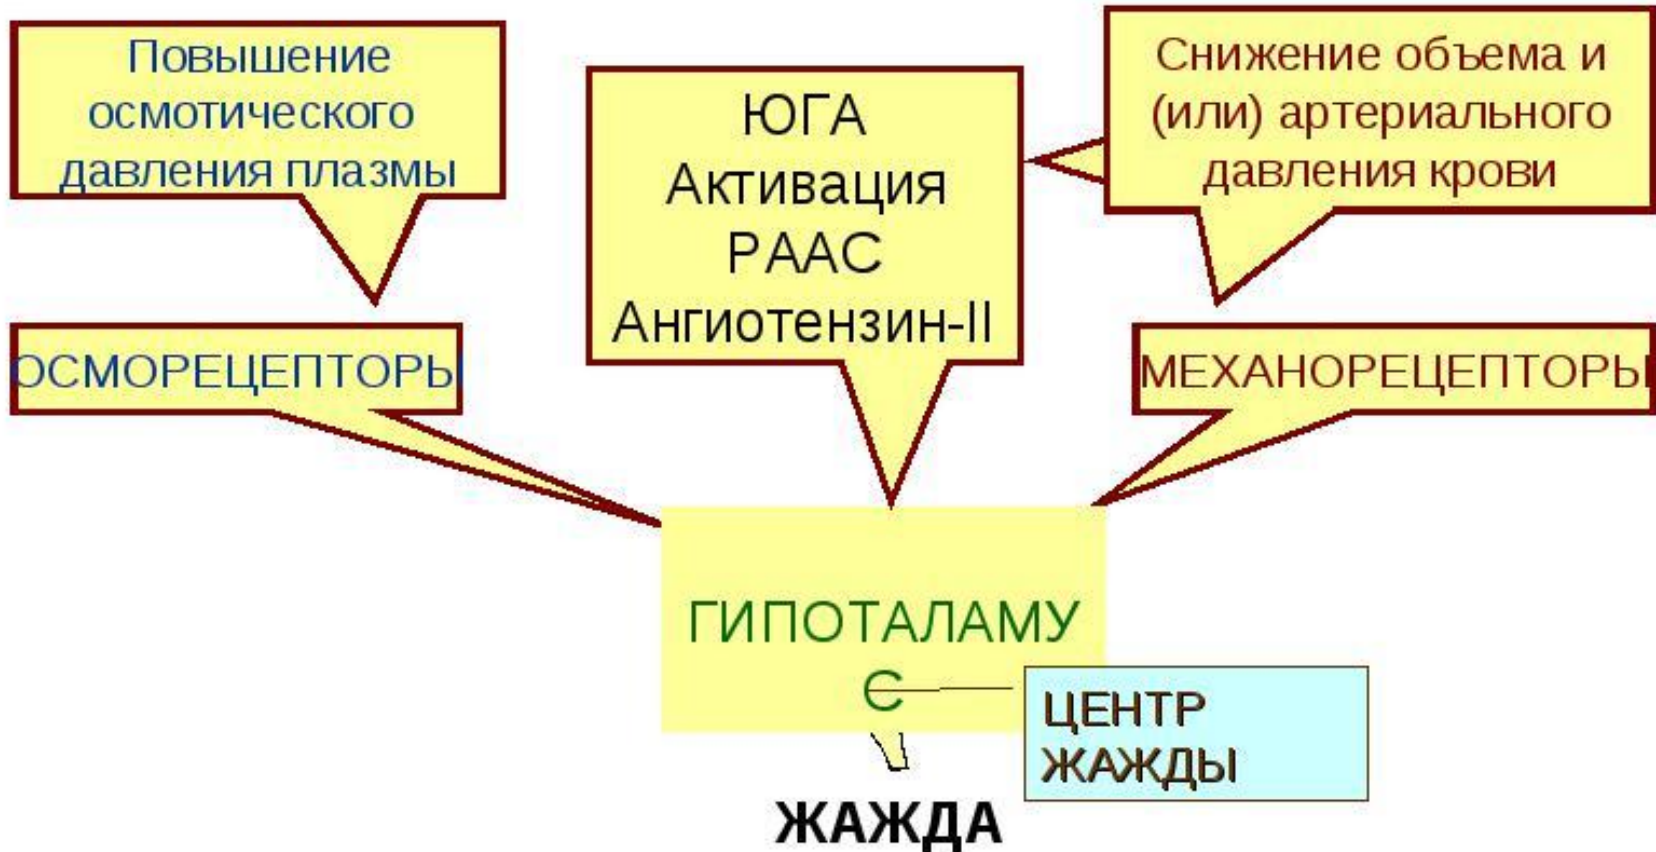 Повышение
осмотического
давления плазмы
ЮГА
Активация
РААС
Ангиотензин-II
Снижение объема и
(или) артериального
давления крови
ОСМОРЕЦЕПТОРЫ
МЕХАНОРЕЦЕПТОРЫ
ГИПОТАЛАМУ
С
ЦЕНТР
ЖАЖДЫ
ЖАЖДА